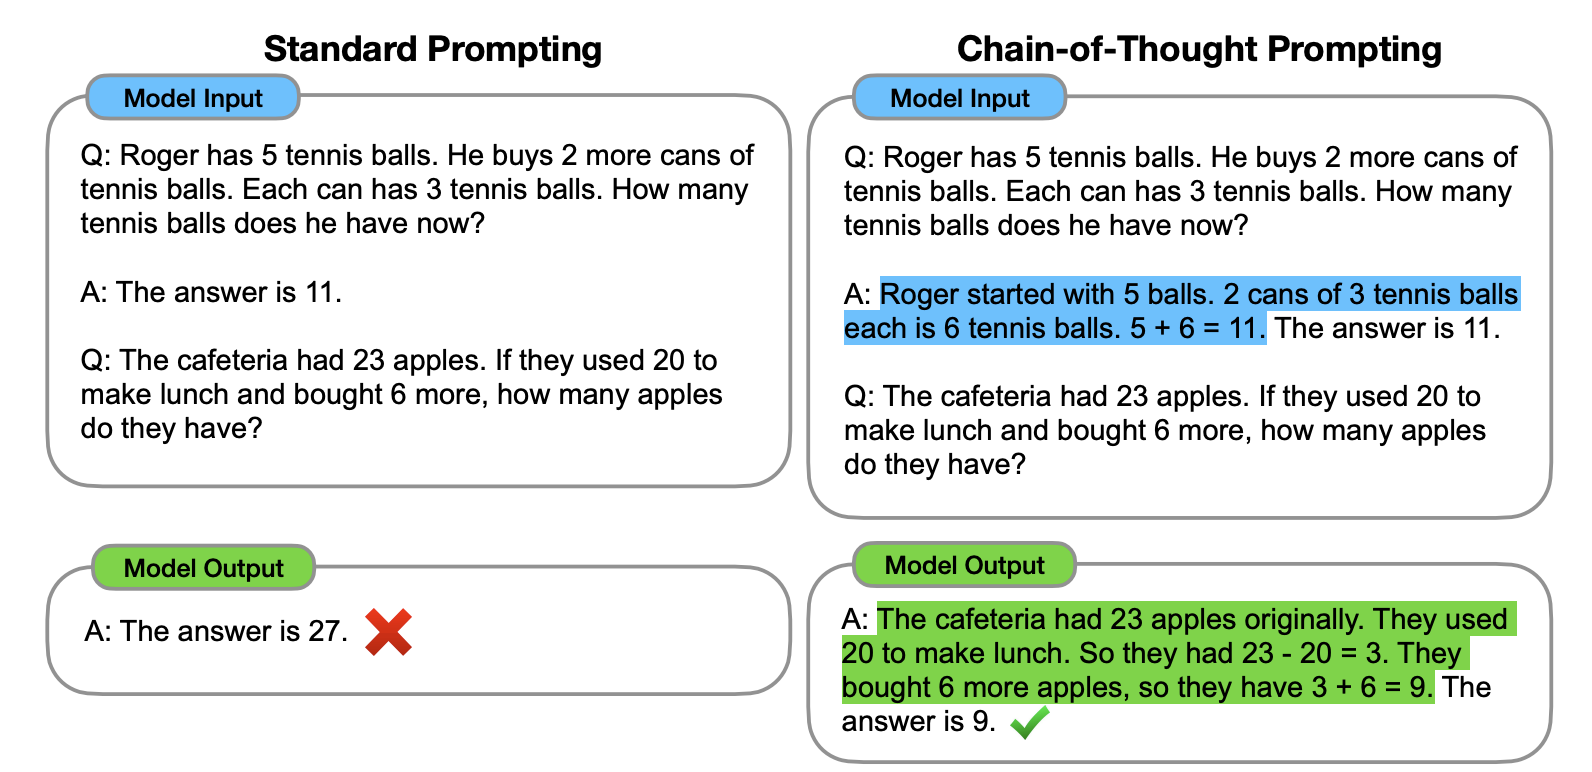 Standard Prompting
Model Input
Q: Roger has 5 tennis balls. He buys 2 more cans of
tennis balls. Each can has 3 tennis balls. How many
tennis balls does he have now?
A: The answer is 11.
Q: The cafeteria had 23 apples. If they used 20 to
make lunch and bought 6 more, how many apples
do they have?
Model Output
A: The answer is 27.
Chain-of-Thought Prompting
Model Input
Q: Roger has 5 tennis balls. He buys 2 more cans of
tennis balls. Each can has 3 tennis balls. How many
tennis balls does he have now?
A: Roger started with 5 balls. 2 cans of 3 tennis balls
each is 6 tennis balls. 5 + 6 = 11. The answer is 11.
Q: The cafeteria had 23 apples. If they used 20 to
make lunch and bought 6 more, how many apples
do they have?
Model Output
A: The cafeteria had 23 apples originally. They used
20 to make lunch. So they had 23 - 20 = 3. They
bought 6 more apples, so they have 3 + 6 = 9. The
answer is 9.